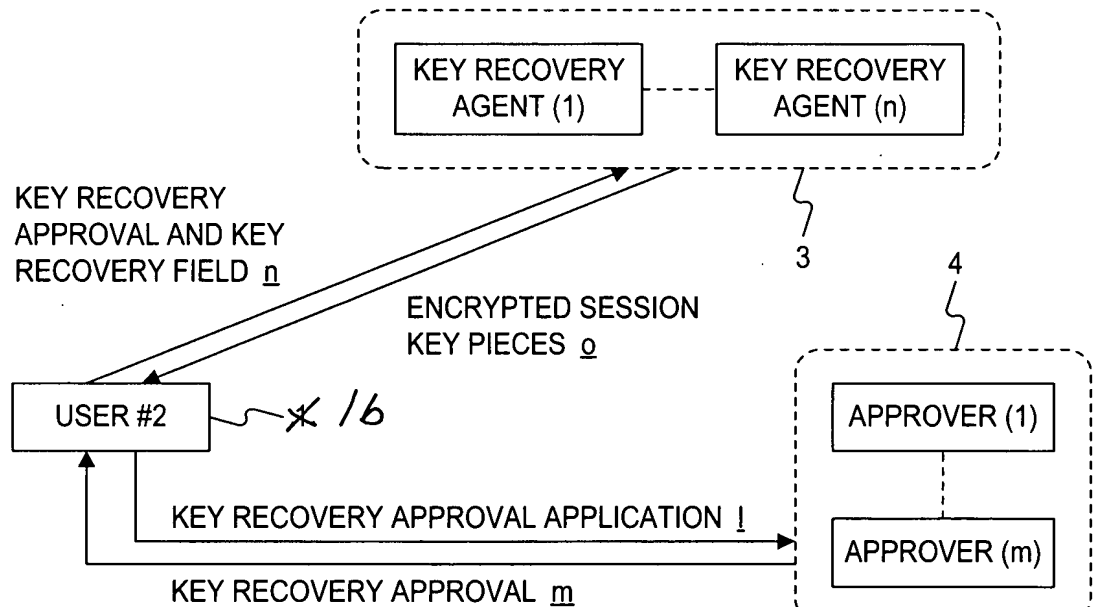 KEY RECOVERY
AGENT (1)
KEY RECOVERY
AGENT (n)
KEY RECOVERY
APPROVAL AND KEY
RECOVERY FIELD n
3
4
ENCRYPTED SESSION
KEY PIECES o
USER #2
1b
APPROVER (1)
KEY RECOVERY APPROVAL APPLICATION l
APPROVER (m)
KEY RECOVERY APPROVAL m